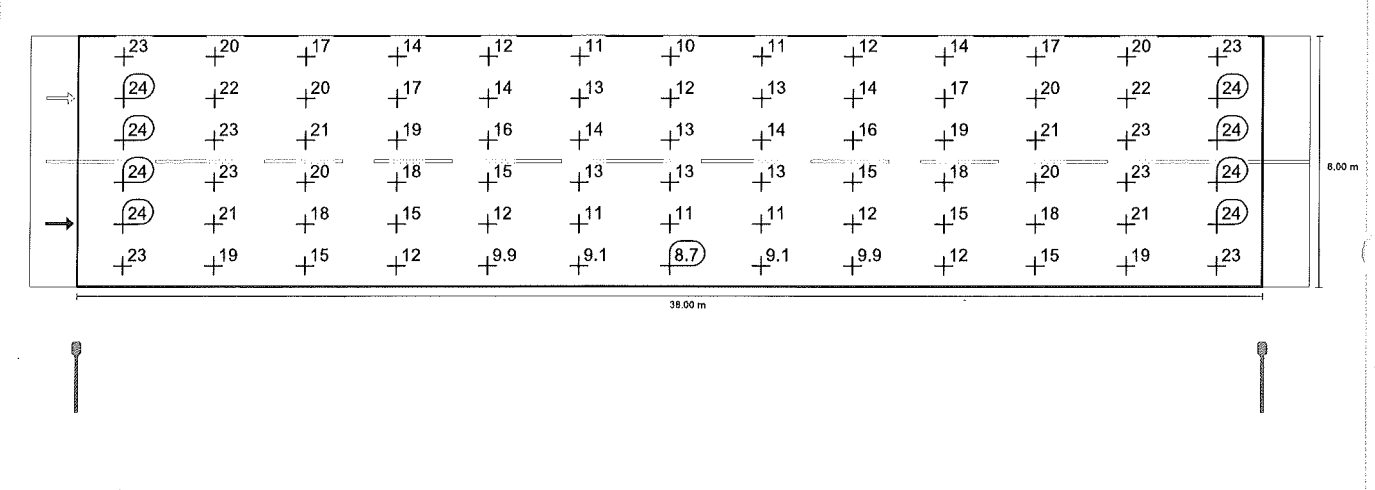 23 20 17 14 12 11 10 11 12 14 17 20 23
24 22 20 17 14 13 12 13 14 17 20 22 24
24 23 21 19 16 14 13 14 16 19 21 23 24
24 23 20 18 15 13 13 13 15 18 20 23 24
8.00 m
24 21 18 15 12 11 11 11 12 15 18 21 24
23 19 15 12 9.9 9.1 8.7 9.1 9.9 12 15 19 23
38.00 m